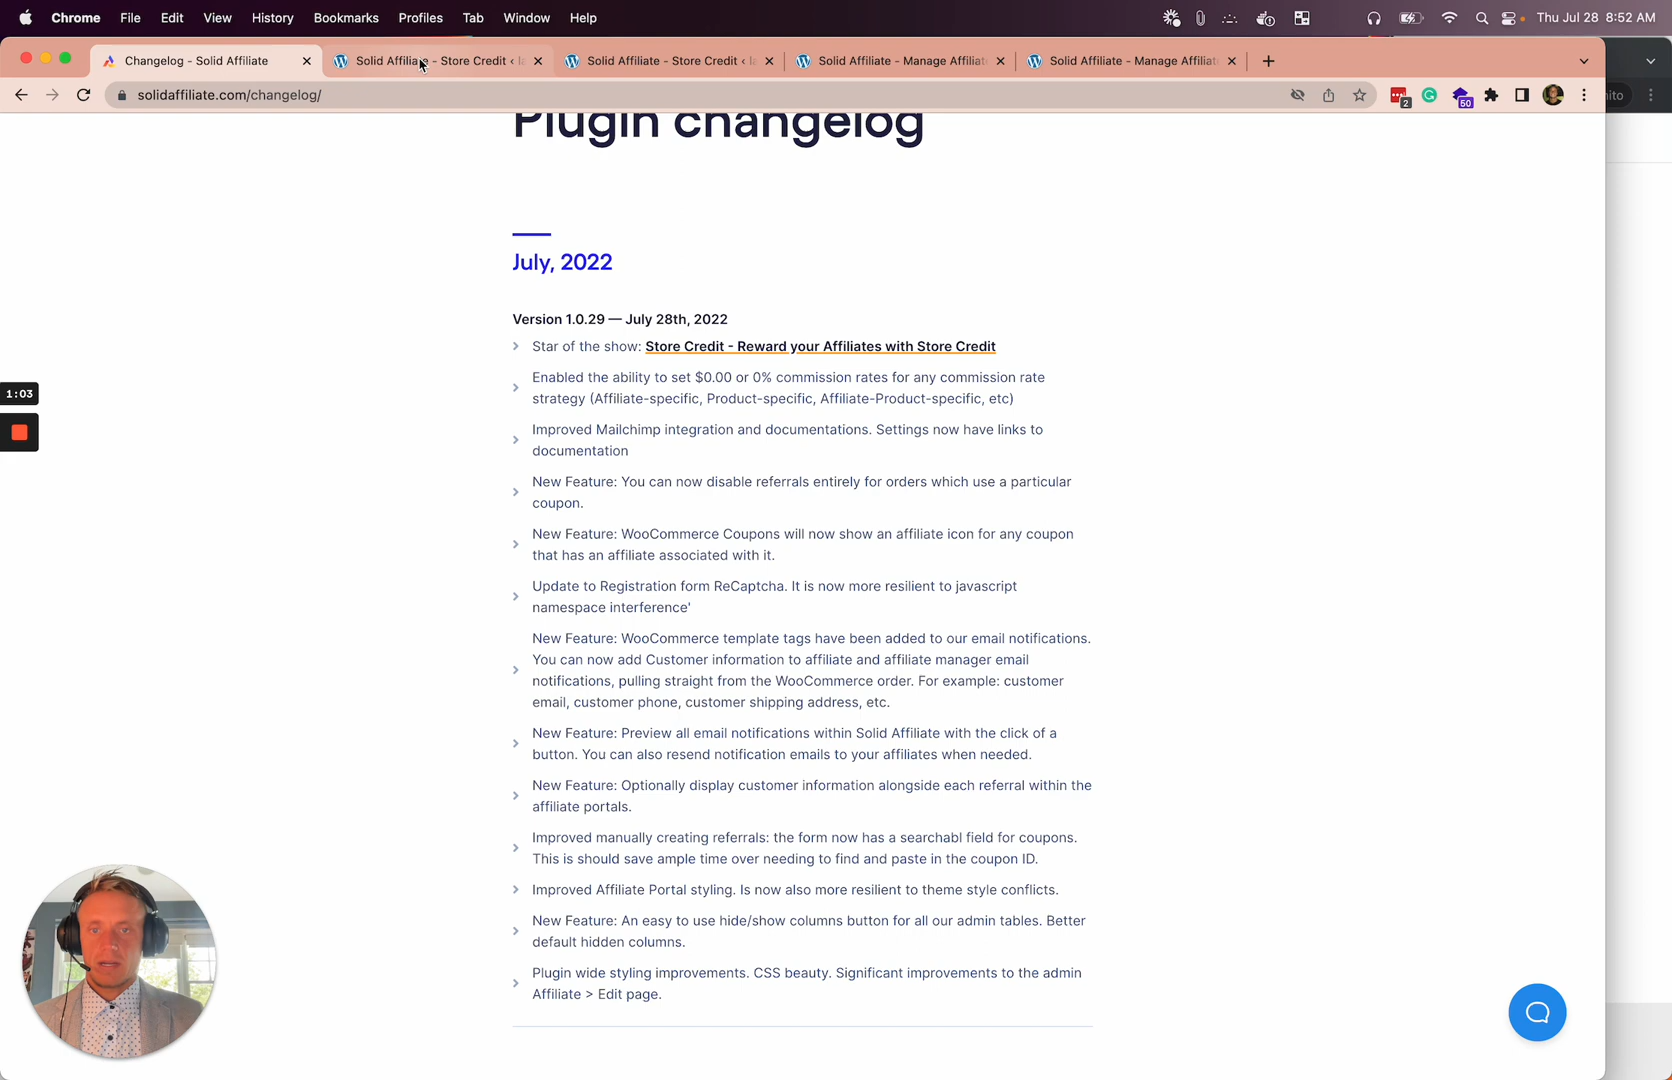 Chrome File Edit View History Bookmarks Profiles Tab Window Help Thu Jul 28 8:52 AM
Changelog - Solid Affiliate Solid Affiliate - Store Credit ‹ Solid Affiliate - Store Credit ‹ Solid Affiliate - Manage Affiliat Solid Affiliate - Manage Affiliat
solidaffiliate.com/changelog/ 2 50
Plugin changelog
July, 2022
Version 1.0.29 — July 28th, 2022
Star of the show: Store Credit - Reward your Affiliates with Store Credit
Enabled the ability to set $0.00 or 0% commission rates for any commission rate
strategy (Affiliate-specific, Product-specific, Affiliate-Product-specific, etc)
1:03
Improved Mailchimp integration and documentations. Settings now have links to
documentation
New Feature: You can now disable referrals entirely for orders which use a particular
coupon.
New Feature: WooCommerce Coupons will now show an affiliate icon for any coupon
that has an affiliate associated with it.
Update to Registration form ReCaptcha. It is now more resilient to javascript
namespace interference'
New Feature: WooCommerce template tags have been added to our email notifications.
You can now add Customer information to affiliate and affiliate manager email
notifications, pulling straight from the WooCommerce order. For example: customer
email, customer phone, customer shipping address, etc.
New Feature: Preview all email notifications within Solid Affiliate with the click of a
button. You can also resend notification emails to your affiliates when needed.
New Feature: Optionally display customer information alongside each referral within the
affiliate portals.
Improved manually creating referrals: the form now has a searchabl field for coupons.
This is should save ample time over needing to find and paste in the coupon ID.
Improved Affiliate Portal styling. Is now also more resilient to theme style conflicts.
New Feature: An easy to use hide/show columns button for all our admin tables. Better
default hidden columns.
Plugin wide styling improvements. CSS beauty. Significant improvements to the admin
Affiliate > Edit page.